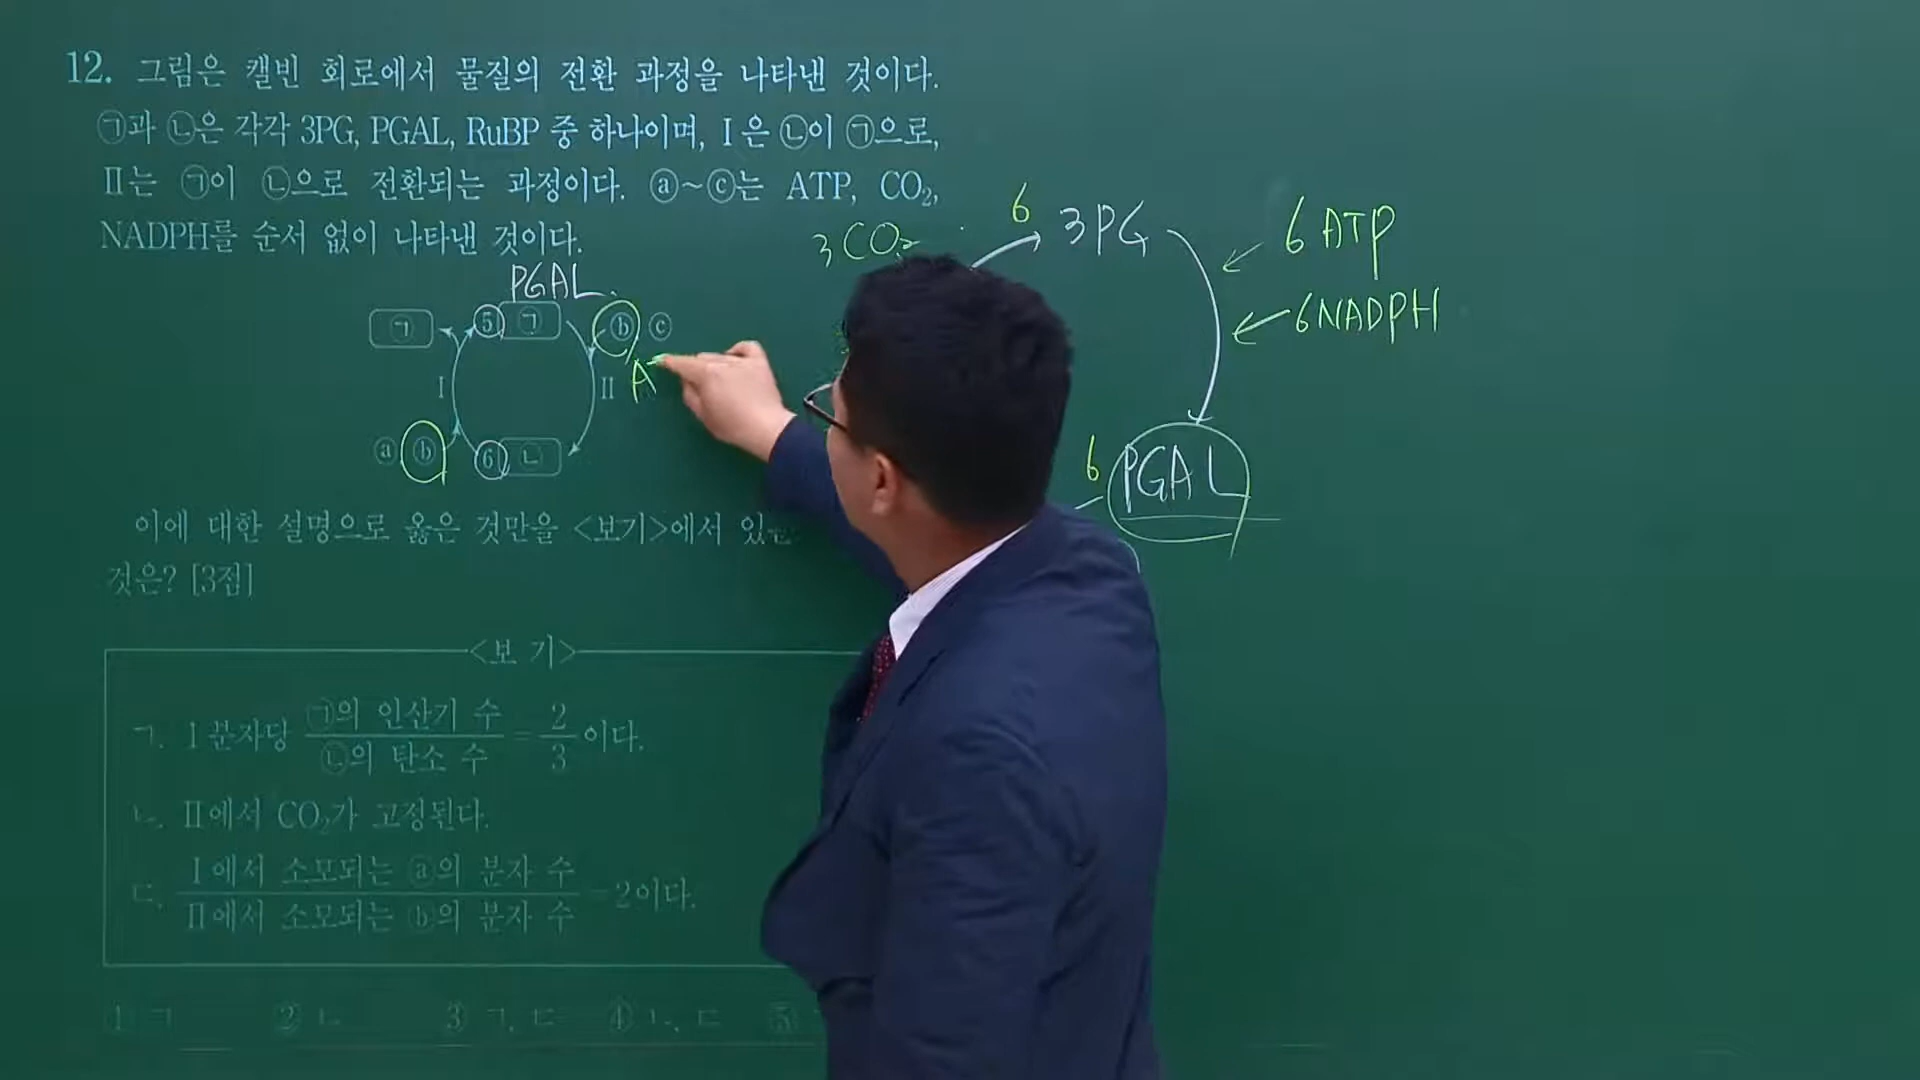 12. 그림은 캘빈 회로에서 물질의 전환 과정을 나타낸 것이다.
㉠과 ㉡은 각각 3PG, PGAL, RuBP 중 하나이며, Ⅰ은 ㉡이 ㉠으로,
Ⅱ는 ㉠이 ㉡으로 전환되는 과정이다. ⓐ~ⓒ는 ATP, CO₂,
NADPH를 순서 없이 나타낸 것이다.
PGAL
㉠ 5 ㉠ ⓑ ⓒ
Ⅰ Ⅱ A
ⓐ ⓑ 6 ㉡
3CO₂
6 3PG
6 ATP
6NADPH
6 PGAL
이에 대한 설명으로 옳은 것만을 <보기>에서 있는
것은? [3점]
<보 기>
ㄱ. 1분자당 ㉠의 인산기 수 / ㉡의 탄소 수 = 2/3 이다.
ㄴ. Ⅱ에서 CO₂가 고정된다.
ㄷ. Ⅰ에서 소모되는 ⓐ의 분자 수 / Ⅱ에서 소모되는 ⓑ의 분자 수 = 2이다.
① ㄱ ② ㄴ ③ ㄱ, ㄷ ④ ㄴ, ㄷ ⑤